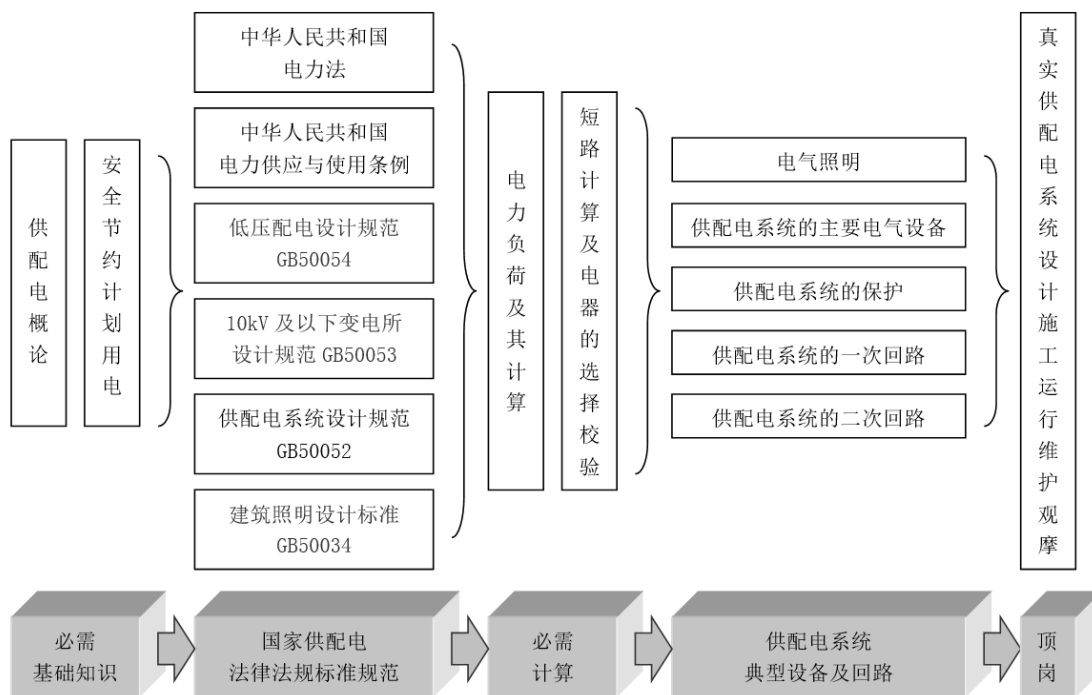 供配电概论
安全节约计划用电
中华人民共和国
电力法
中华人民共和国
电力供应与使用条例
低压配电设计规范
GB50054
10kV 及以下变电所
设计规范 GB50053
供配电系统设计规范
GB50052
建筑照明设计标准
GB50034
电力负荷及其计算
短路计算及电器的选择校验
电气照明
供配电系统的主要电气设备
供配电系统的保护
供配电系统的一次回路
供配电系统的二次回路
真实供配电系统设计施工运行维护观摩
必需
基础知识
国家供配电
法律法规标准规范
必需
计算
供配电系统
典型设备及回路
顶
岗